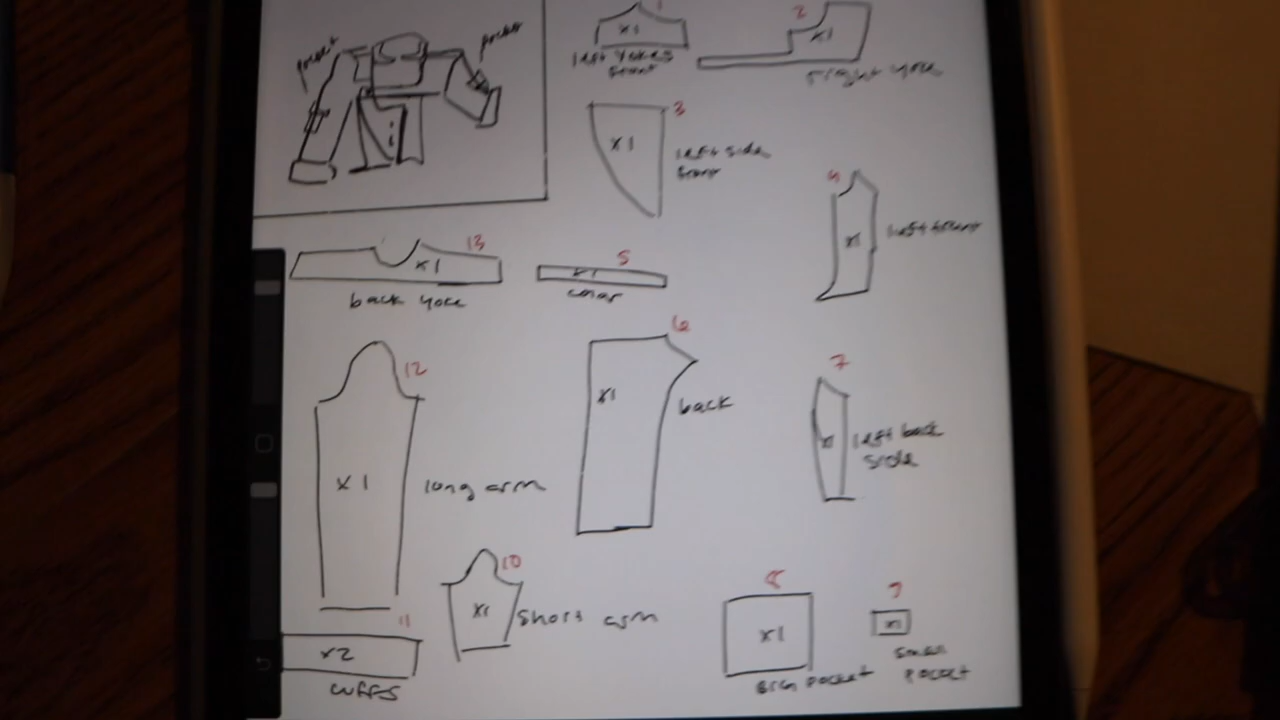 pocket
pocket
1
x1
left yokes
front
2
x1
right yoke
3
x1
left side
front
4
x1
left front
13
x1
back yoke
5
x1
collar
6
x1
back
7
x1
left back
side
12
x1
long arm
10
x1
short arm
11
x2
cuffs
8
x1
big pocket
9
x1
small
pocket